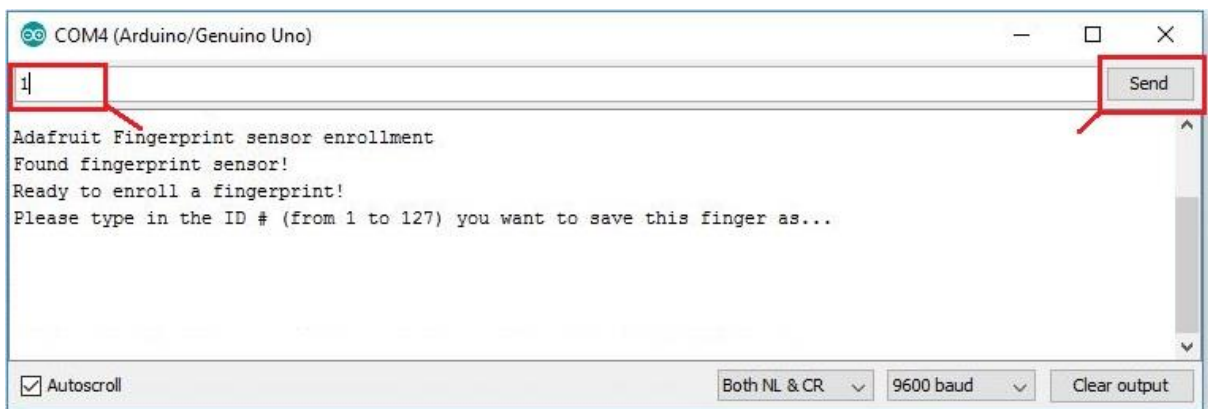 COM4 (Arduino/Genuino Uno)
1
Send
Adafruit Fingerprint sensor enrollment
Found fingerprint sensor!
Ready to enroll a fingerprint!
Please type in the ID # (from 1 to 127) you want to save this finger as...
Autoscroll
Both NL & CR
9600 baud
Clear output